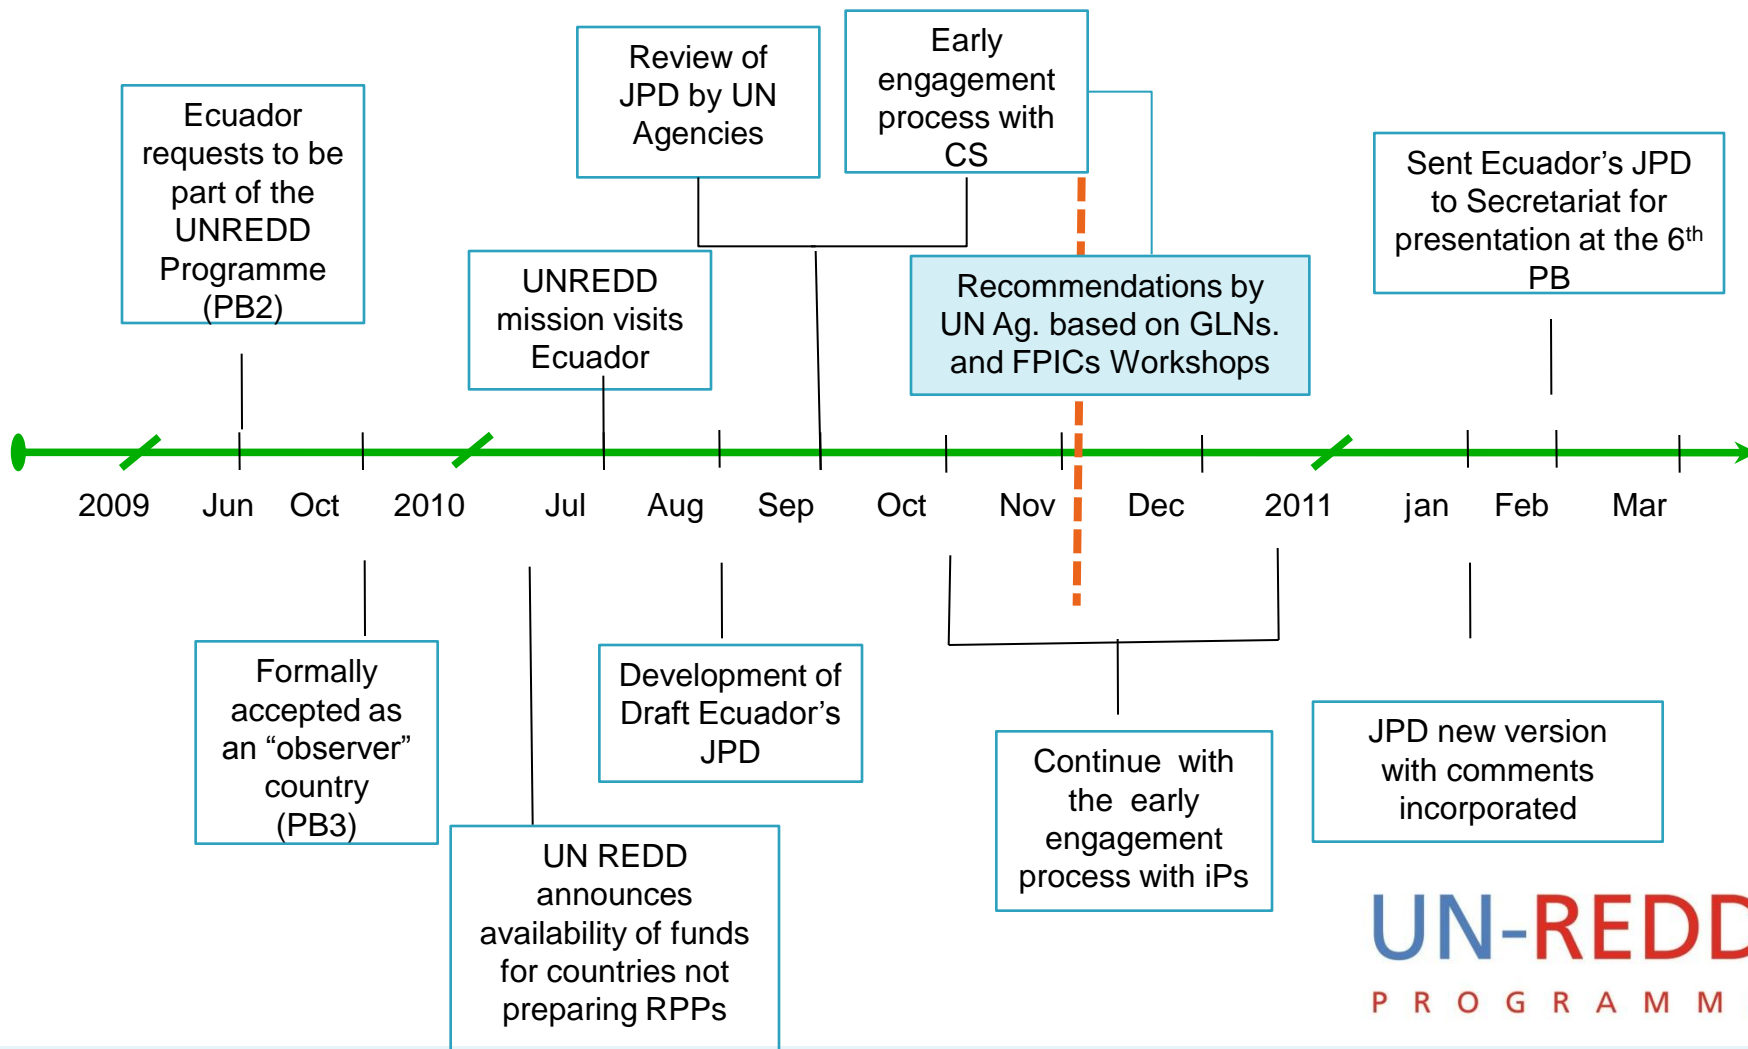 Ecuador
requests to be
part of the
UNREDD
Programme
(PB2)
UNREDD
mission visits
Ecuador
Review of
JPD by UN
Agencies
Early
engagement
process with
CS
Recommendations by
UN Ag. based on GLNs.
and FPICs Workshops
Sent Ecuador’s JPD
to Secretariat for
presentation at the 6th
PB
2009 Jun Oct 2010 Jul Aug Sep Oct Nov Dec 2011 jan Feb Mar
Formally
accepted as
an “observer”
country
(PB3)
UN REDD
announces
availability of funds
for countries not
preparing RPPs
Development of
Draft Ecuador’s
JPD
Continue with
the early
engagement
process with iPs
JPD new version
with comments
incorporated
UN-REDD
PROGRAMM